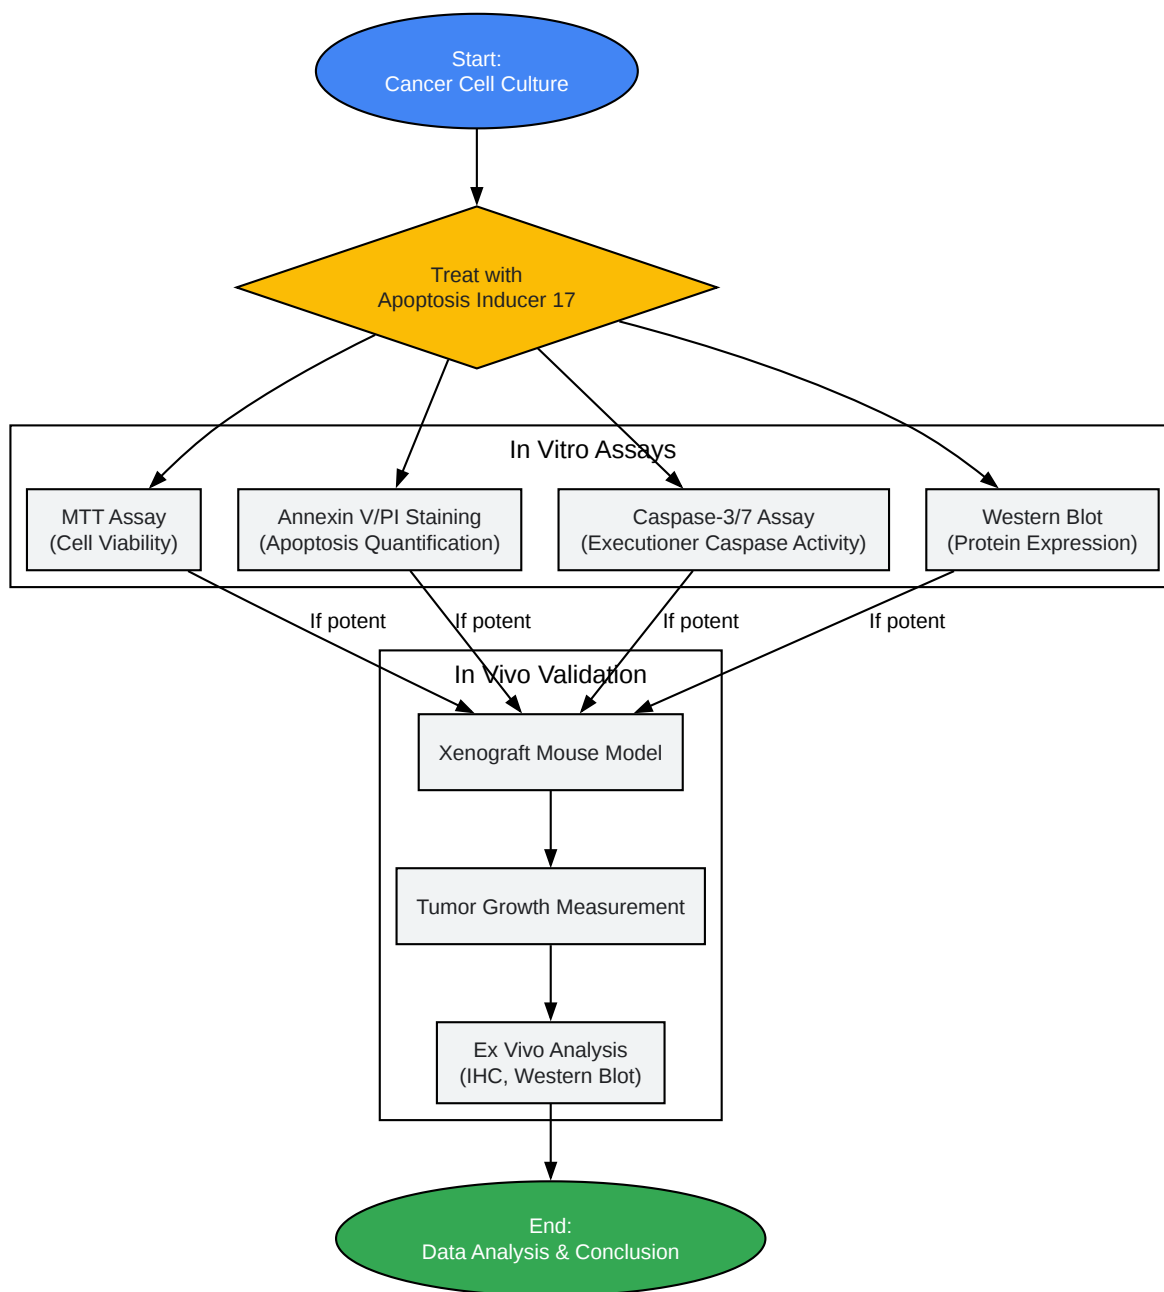 Start:
Cancer Cell Culture
Treat with
Apoptosis Inducer 17
In Vitro Assays
MTT Assay
(Cell Viability)
Annexin V/PI Staining
(Apoptosis Quantification)
Caspase-3/7 Assay
(Executioner Caspase Activity)
Western Blot
(Protein Expression)
If potent
If potent
If potent
If potent
In Vivo Validation
Xenograft Mouse Model
Tumor Growth Measurement
Ex Vivo Analysis
(IHC, Western Blot)
End:
Data Analysis & Conclusion